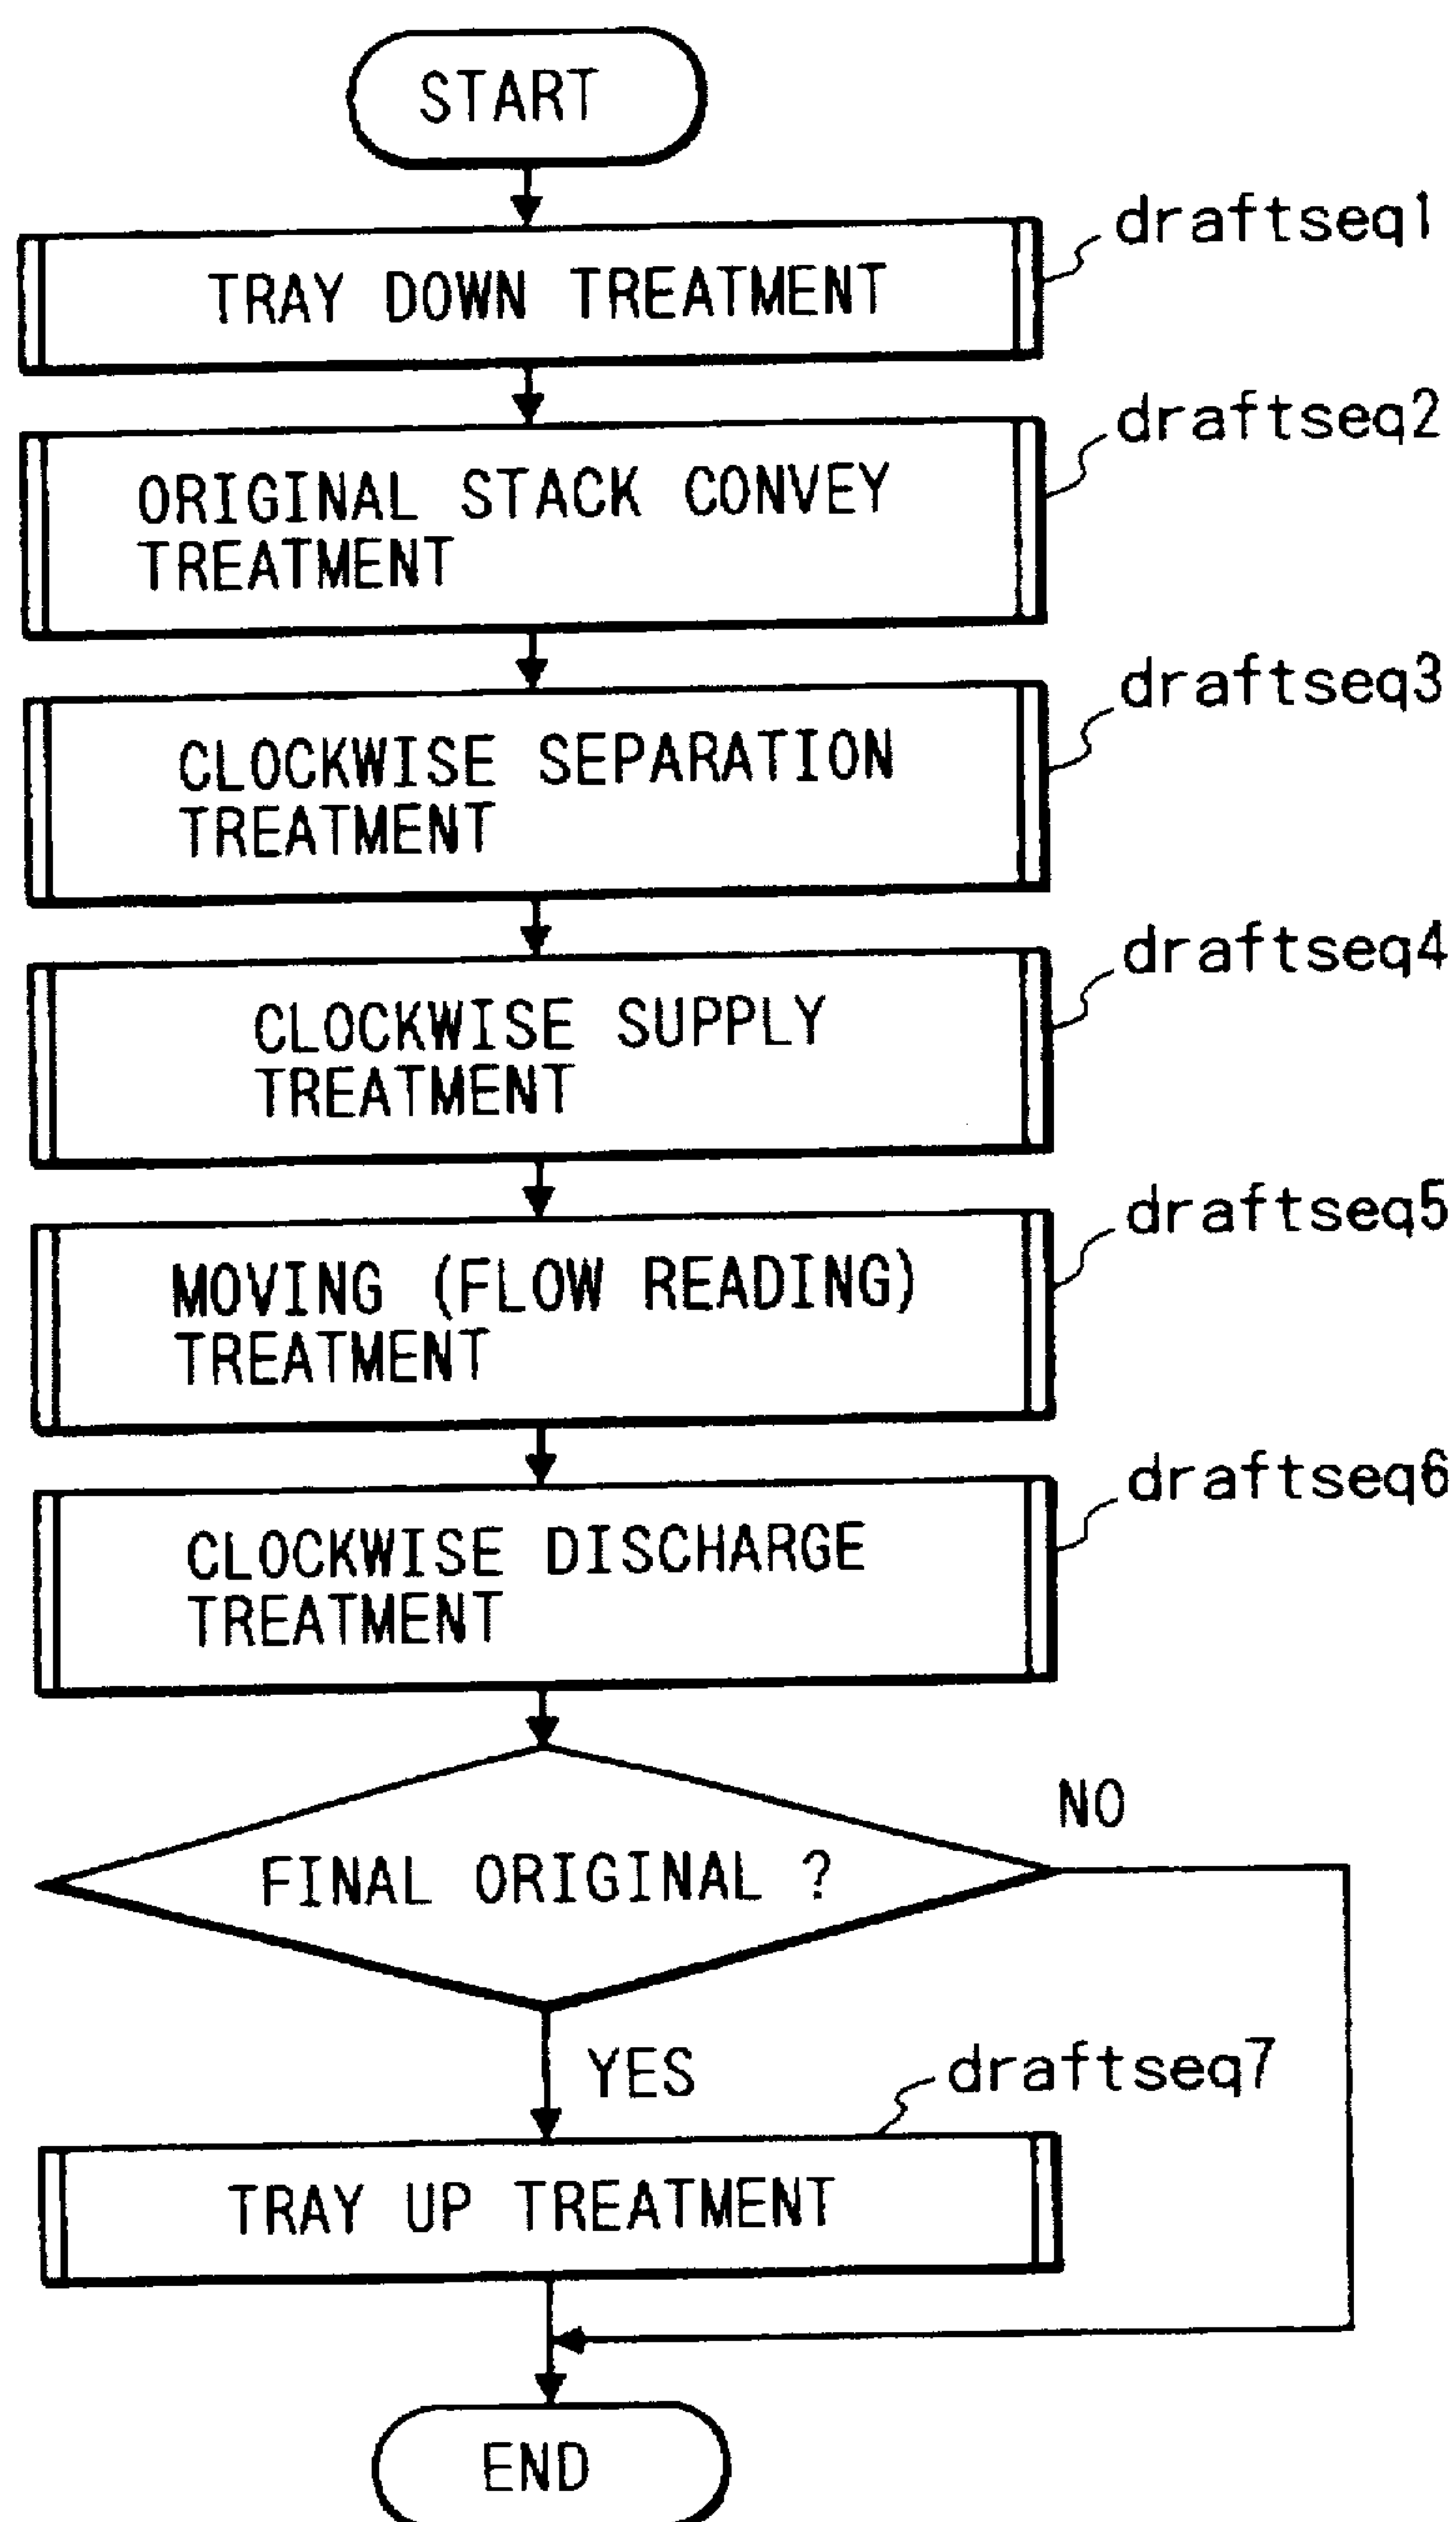 START
draftseq1
TRAY DOWN TREATMENT
draftseq2
ORIGINAL STACK CONVEY
TREATMENT
draftseq3
CLOCKWISE SEPARATION
TREATMENT
draftseq4
CLOCKWISE SUPPLY
TREATMENT
draftseq5
MOVING (FLOW READING)
TREATMENT
draftseq6
CLOCKWISE DISCHARGE
TREATMENT
NO
FINAL ORIGINAL ?
YES
draftseq7
TRAY UP TREATMENT
END